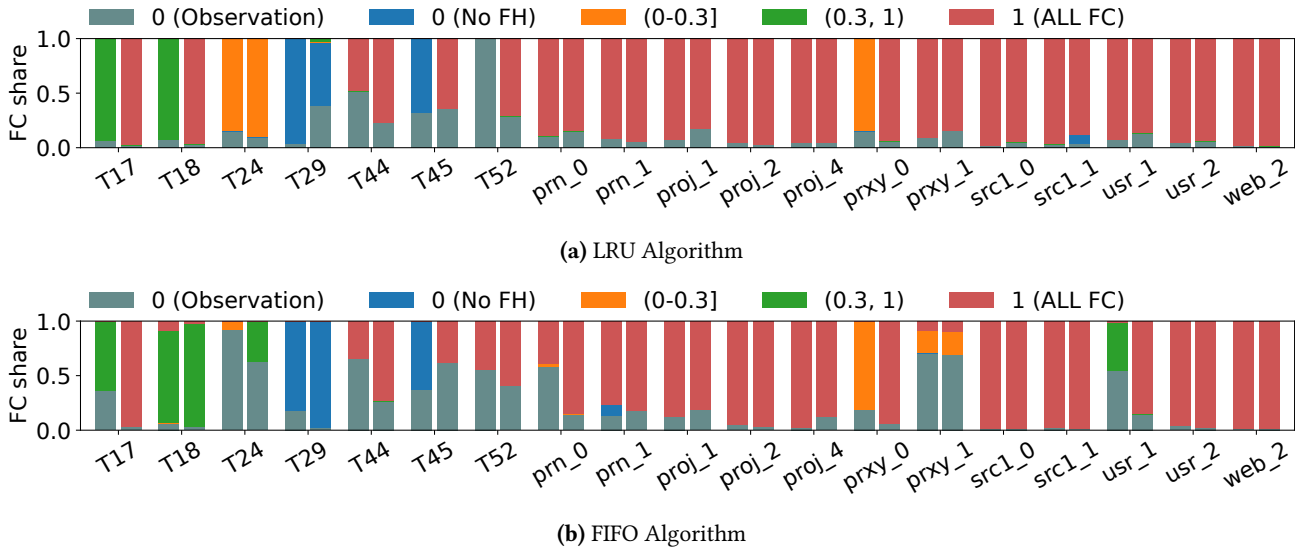 0 (Observation) 0 (No FH) (0-0.3] (0.3, 1) 1 (ALL FC)
FC share
1.0
0.5
0.0
T17 T18 T24 T29 T44 T45 T52 prn_0 prn_1 proj_1 proj_2 proj_4 prxy_0 prxy_1 src1_0 src1_1 usr_1 usr_2 web_2
(a) LRU Algorithm
0 (Observation) 0 (No FH) (0-0.3] (0.3, 1) 1 (ALL FC)
FC share
1.0
0.5
0.0
T17 T18 T24 T29 T44 T45 T52 prn_0 prn_1 proj_1 proj_2 proj_4 prxy_0 prxy_1 src1_0 src1_1 usr_1 usr_2 web_2
(b) FIFO Algorithm